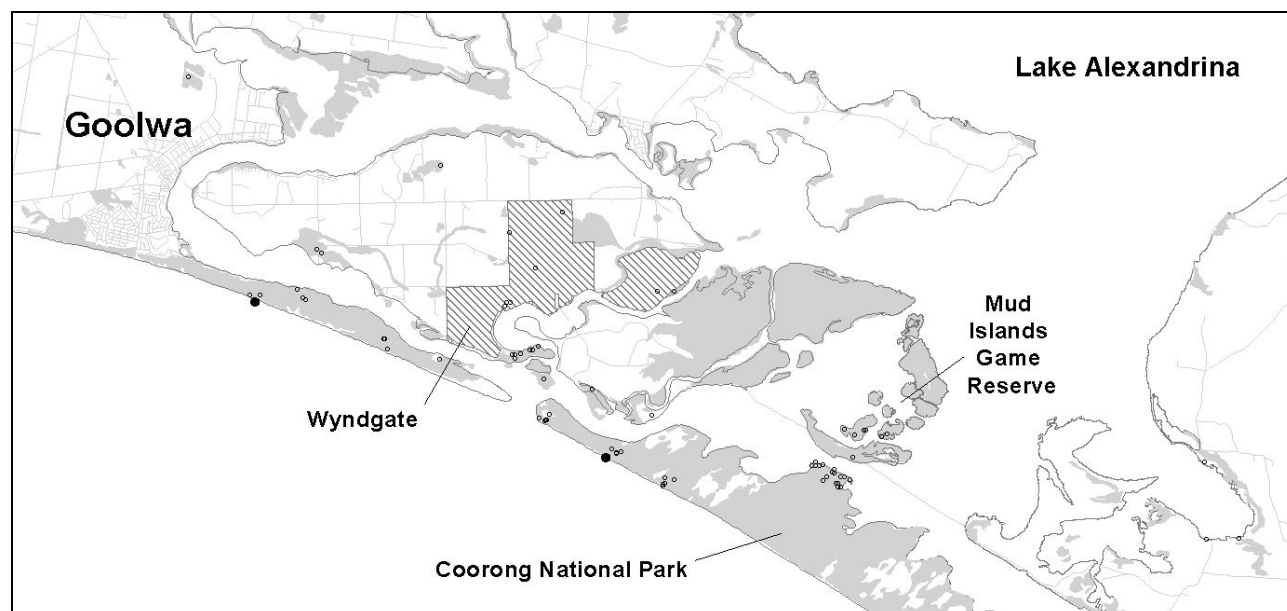 Lake Alexandrina
Goolwa
Mud
Islands
Game
Reserve
Wyndgate
Coorong National Park